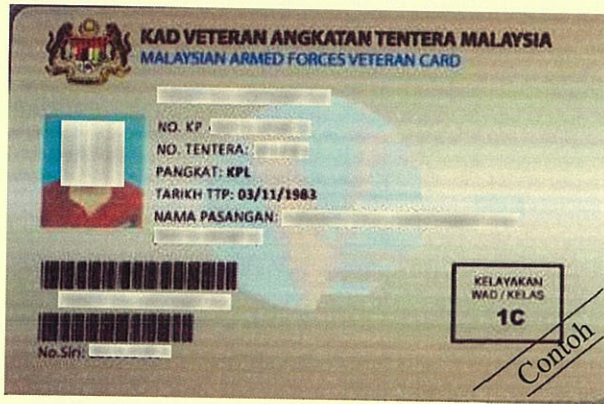 KAD VETERAN ANGKATAN TENTERA MALAYSIA
MALAYSIAN ARMED FORCES VETERAN CARD
NO. KP :
NO. TENTERA:
PANGKAT: KPL
TARIKH TTP: 03/11/1983
NAMA PASANGAN:
KELAYAKAN
WAD / KELAS
1C
No.Siri:
Contoh